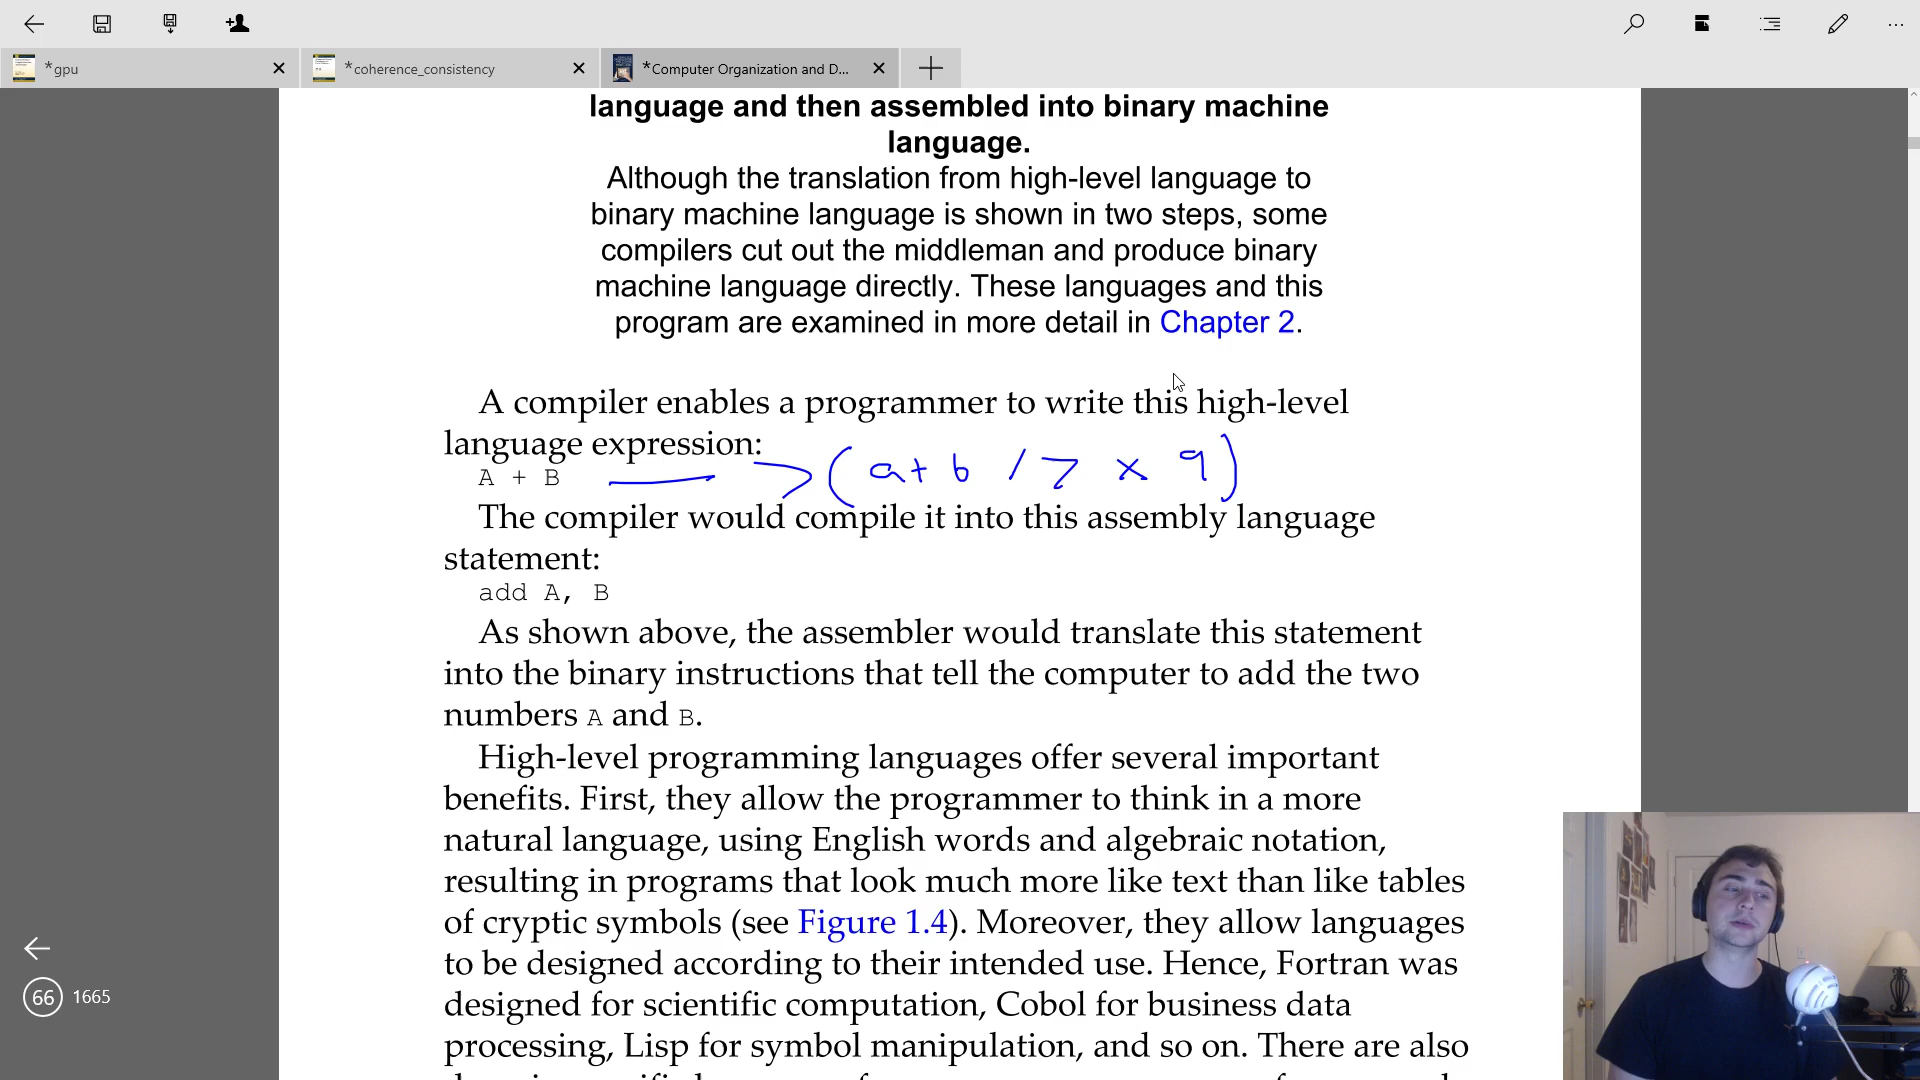 *gpu
*coherence_consistency
*Computer Organization and D...
language and then assembled into binary machine
language.
Although the translation from high-level language to
binary machine language is shown in two steps, some
compilers cut out the middleman and produce binary
machine language directly. These languages and this
program are examined in more detail in Chapter 2.
A compiler enables a programmer to write this high-level
language expression:
A + B (a+ b / 7 x 9)
The compiler would compile it into this assembly language
statement:
add A, B
As shown above, the assembler would translate this statement
into the binary instructions that tell the computer to add the two
numbers A and B.
High-level programming languages offer several important
benefits. First, they allow the programmer to think in a more
natural language, using English words and algebraic notation,
resulting in programs that look much more like text than like tables
of cryptic symbols (see Figure 1.4). Moreover, they allow languages
to be designed according to their intended use. Hence, Fortran was
designed for scientific computation, Cobol for business data
processing, Lisp for symbol manipulation, and so on. There are also
66 1665